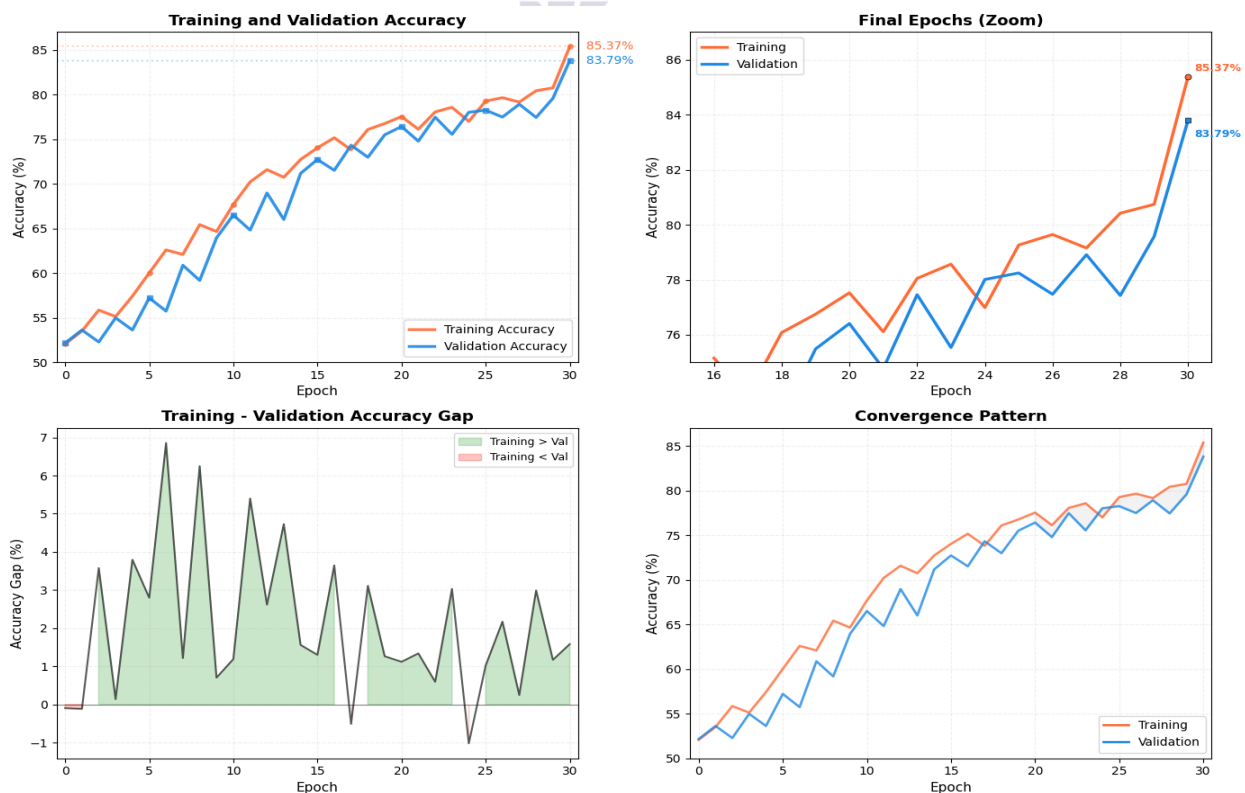 Training and Validation Accuracy
85.37%
83.79%
85
80
75
70
65
60
55
50
Accuracy (%)
Training Accuracy
Validation Accuracy
0 5 10 15 20 25 30
Epoch
Final Epochs (Zoom)
Training
Validation
85.37%
83.79%
86
84
82
80
78
76
Accuracy (%)
16 18 20 22 24 26 28 30
Epoch
Training - Validation Accuracy Gap
Training > Val
Training < Val
7
6
5
4
3
2
1
0
−1
Accuracy Gap (%)
0 5 10 15 20 25 30
Epoch
Convergence Pattern
85
80
75
70
65
60
55
50
Accuracy (%)
Training
Validation
0 5 10 15 20 25 30
Epoch